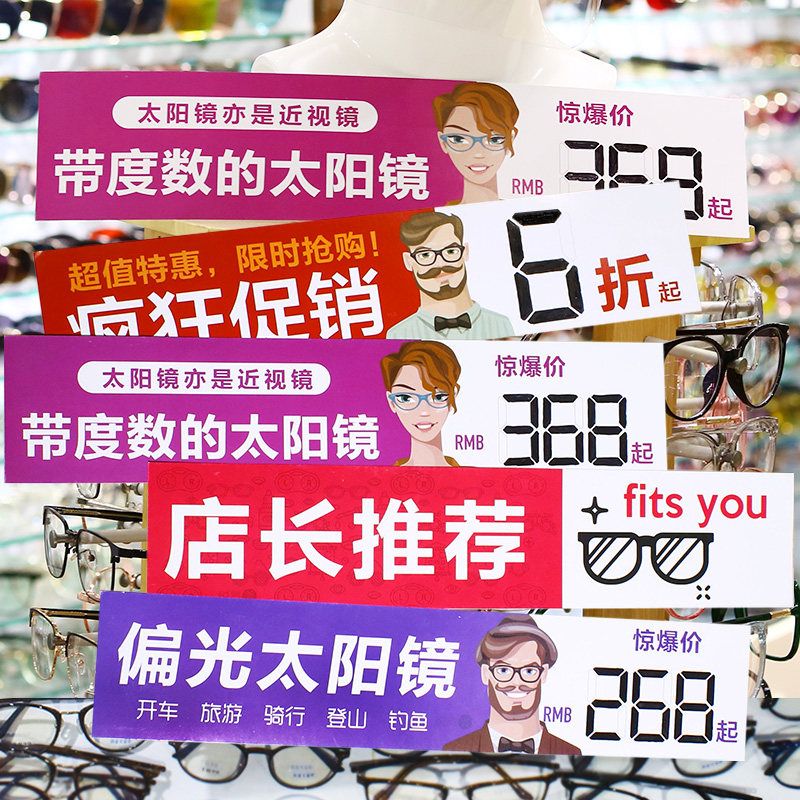 太阳镜亦是近视镜
带度数的太阳镜
惊爆价
RMB 369起
超值特惠，限时抢购！
疯狂促销
6折起
太阳镜亦是近视镜
带度数的太阳镜
惊爆价
RMB 368起
店长推荐
fits you
偏光太阳镜
开车 旅游 骑行 登山 钓鱼
惊爆价
RMB 268起